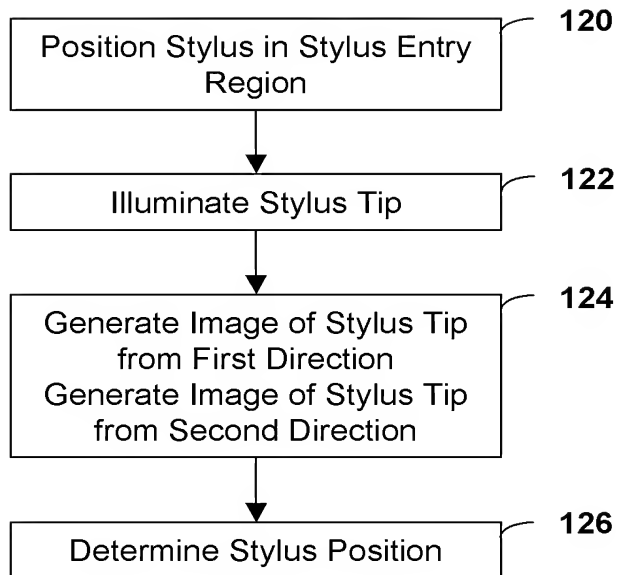 120
Position Stylus in Stylus Entry
Region
122
Illuminate Stylus Tip
124
Generate Image of Stylus Tip
from First Direction
Generate Image of Stylus Tip
from Second Direction
126
Determine Stylus Position